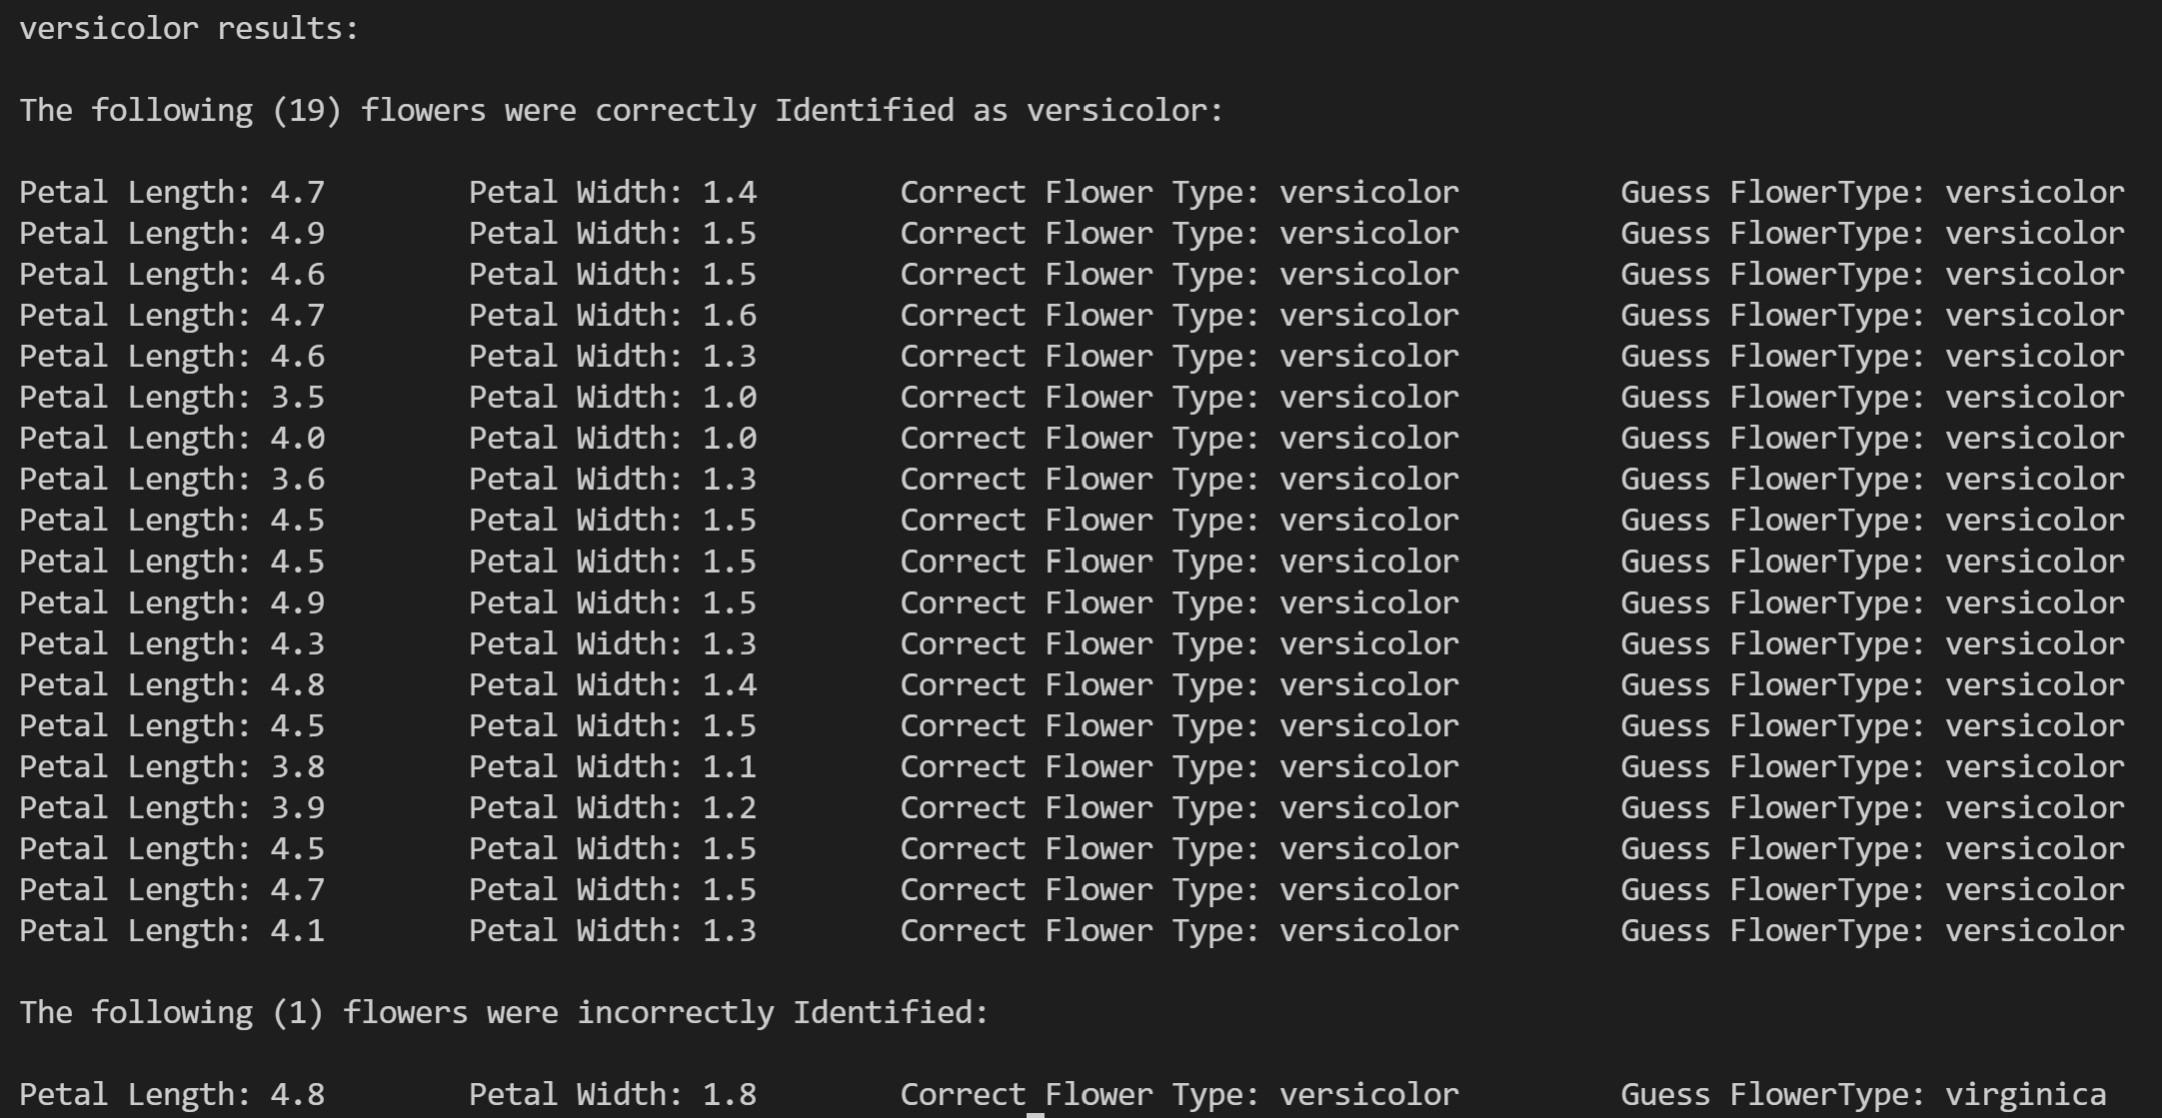 versicolor results:
The following (19) flowers were correctly Identified as versicolor:
Petal Length: 4.7 Petal Width: 1.4 Correct Flower Type: versicolor Guess FlowerType: versicolor
Petal Length: 4.9 Petal Width: 1.5 Correct Flower Type: versicolor Guess FlowerType: versicolor
Petal Length: 4.6 Petal Width: 1.5 Correct Flower Type: versicolor Guess FlowerType: versicolor
Petal Length: 4.7 Petal Width: 1.6 Correct Flower Type: versicolor Guess FlowerType: versicolor
Petal Length: 4.6 Petal Width: 1.3 Correct Flower Type: versicolor Guess FlowerType: versicolor
Petal Length: 3.5 Petal Width: 1.0 Correct Flower Type: versicolor Guess FlowerType: versicolor
Petal Length: 4.0 Petal Width: 1.0 Correct Flower Type: versicolor Guess FlowerType: versicolor
Petal Length: 3.6 Petal Width: 1.3 Correct Flower Type: versicolor Guess FlowerType: versicolor
Petal Length: 4.5 Petal Width: 1.5 Correct Flower Type: versicolor Guess FlowerType: versicolor
Petal Length: 4.5 Petal Width: 1.5 Correct Flower Type: versicolor Guess FlowerType: versicolor
Petal Length: 4.9 Petal Width: 1.5 Correct Flower Type: versicolor Guess FlowerType: versicolor
Petal Length: 4.3 Petal Width: 1.3 Correct Flower Type: versicolor Guess FlowerType: versicolor
Petal Length: 4.8 Petal Width: 1.4 Correct Flower Type: versicolor Guess FlowerType: versicolor
Petal Length: 4.5 Petal Width: 1.5 Correct Flower Type: versicolor Guess FlowerType: versicolor
Petal Length: 3.8 Petal Width: 1.1 Correct Flower Type: versicolor Guess FlowerType: versicolor
Petal Length: 3.9 Petal Width: 1.2 Correct Flower Type: versicolor Guess FlowerType: versicolor
Petal Length: 4.5 Petal Width: 1.5 Correct Flower Type: versicolor Guess FlowerType: versicolor
Petal Length: 4.7 Petal Width: 1.5 Correct Flower Type: versicolor Guess FlowerType: versicolor
Petal Length: 4.1 Petal Width: 1.3 Correct Flower Type: versicolor Guess FlowerType: versicolor
The following (1) flowers were incorrectly Identified:
Petal Length: 4.8 Petal Width: 1.8 Correct Flower Type: versicolor Guess FlowerType: virginica